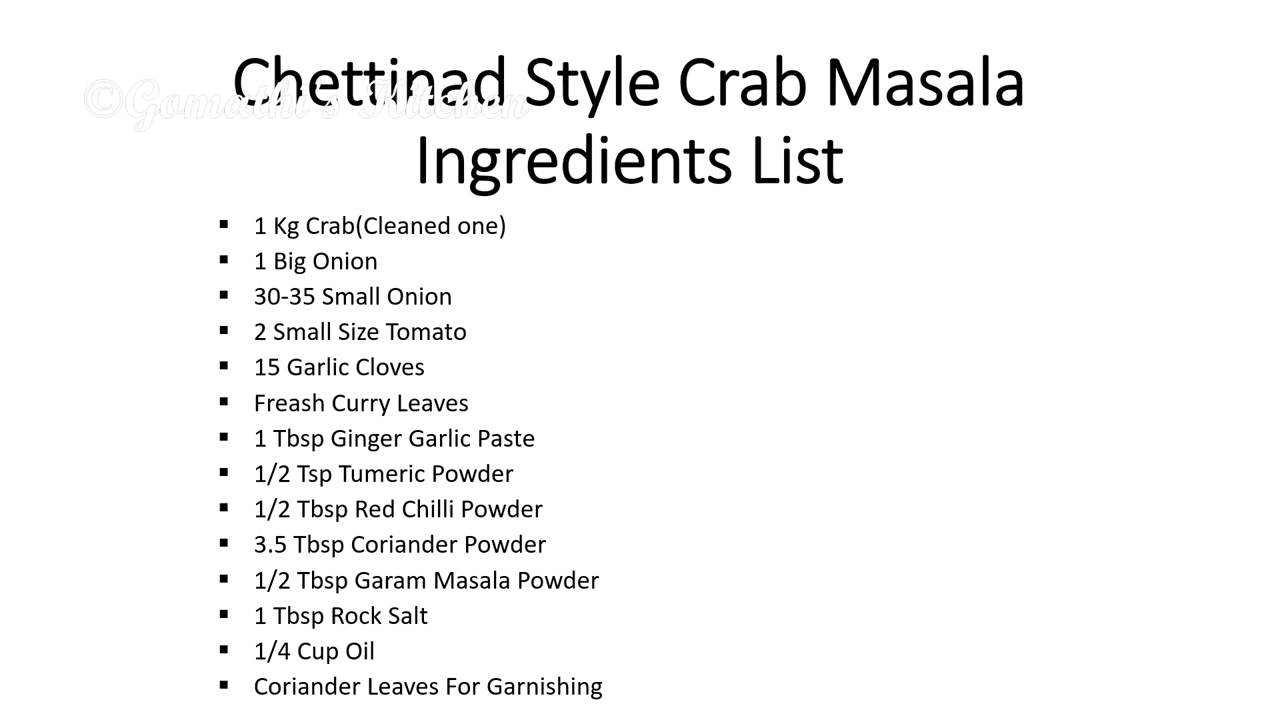 Chettinad Style Crab Masala
©Gomathi's Kitchen
Ingredients List
▪ 1 Kg Crab(Cleaned one)
▪ 1 Big Onion
▪ 30-35 Small Onion
▪ 2 Small Size Tomato
▪ 15 Garlic Cloves
▪ Freash Curry Leaves
▪ 1 Tbsp Ginger Garlic Paste
▪ 1/2 Tsp Tumeric Powder
▪ 1/2 Tbsp Red Chilli Powder
▪ 3.5 Tbsp Coriander Powder
▪ 1/2 Tbsp Garam Masala Powder
▪ 1 Tbsp Rock Salt
▪ 1/4 Cup Oil
▪ Coriander Leaves For Garnishing